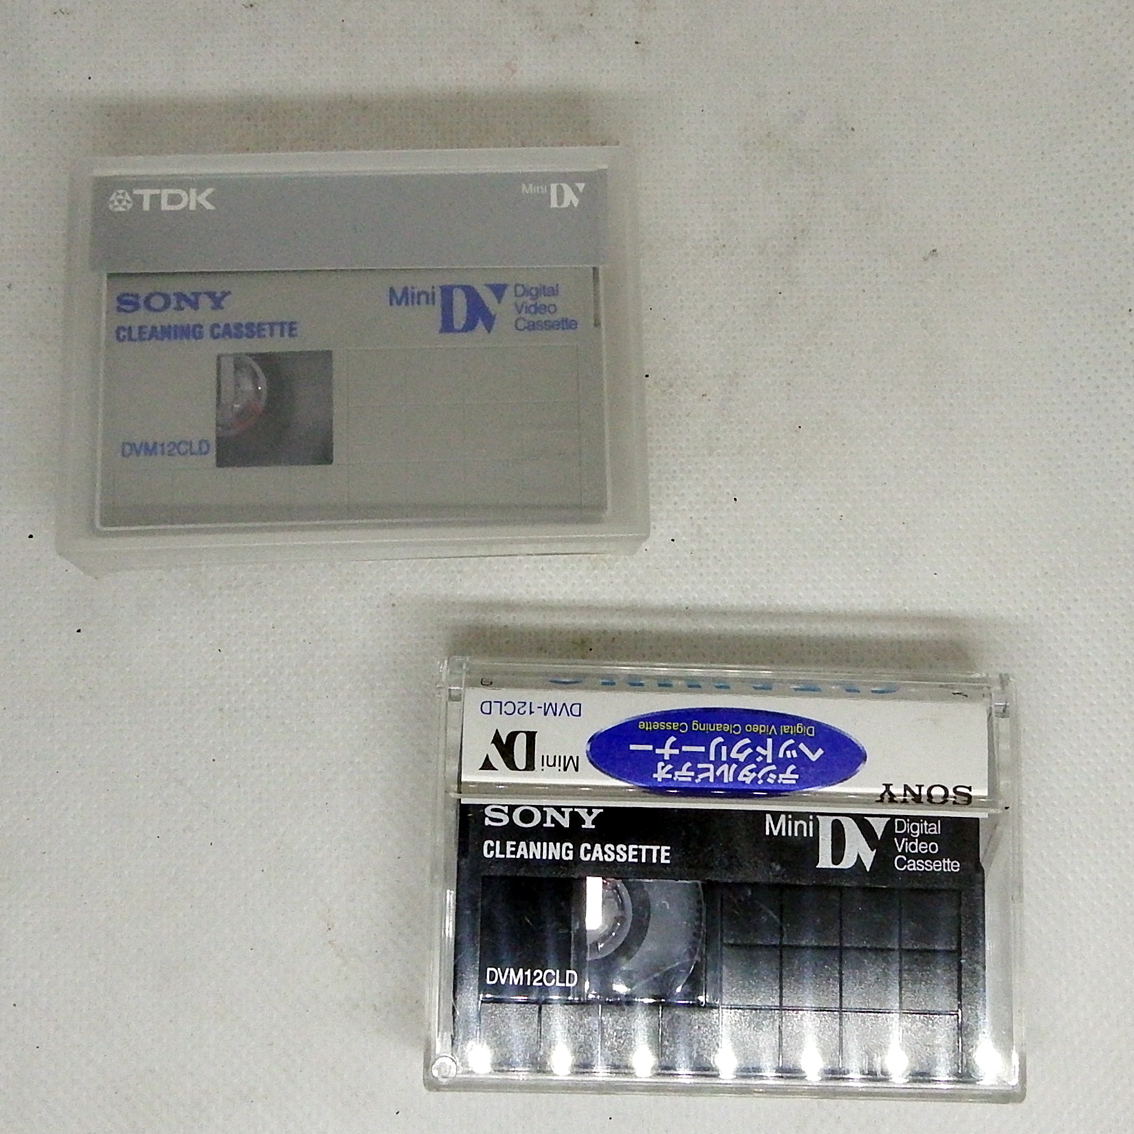 TDK
Mini DV
SONY
CLEANING CASSETTE
Mini DV Digital Video Cassette
DVM12CLD
SONY
デジタルビデオ
ヘッドクリーナー
Digital Video Cleaning Cassette
Mini DV
DVM-12CLD
SONY
CLEANING CASSETTE
Mini DV Digital Video Cassette
DVM12CLD